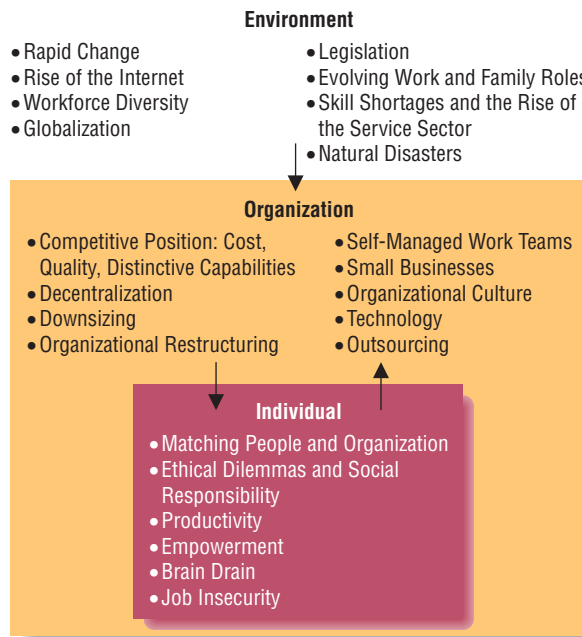 Environment
• Rapid Change
• Rise of the Internet
• Workforce Diversity
• Globalization
• Legislation
• Evolving Work and Family Roles
• Skill Shortages and the Rise of
the Service Sector
• Natural Disasters
Organization
• Competitive Position: Cost,
Quality, Distinctive Capabilities
• Decentralization
• Downsizing
• Organizational Restructuring
• Self-Managed Work Teams
• Small Businesses
• Organizational Culture
• Technology
• Outsourcing
Individual
• Matching People and Organization
• Ethical Dilemmas and Social
Responsibility
• Productivity
• Empowerment
• Brain Drain
• Job Insecurity